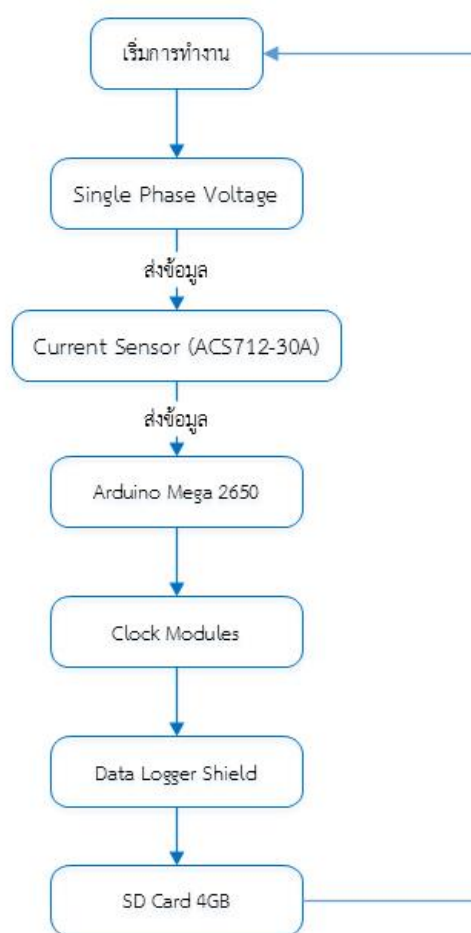 เริ่มการทำงาน
Single Phase Voltage
ส่งข้อมูล
Current Sensor (ACS712-30A)
ส่งข้อมูล
Arduino Mega 2650
Clock Modules
Data Logger Shield
SD Card 4GB